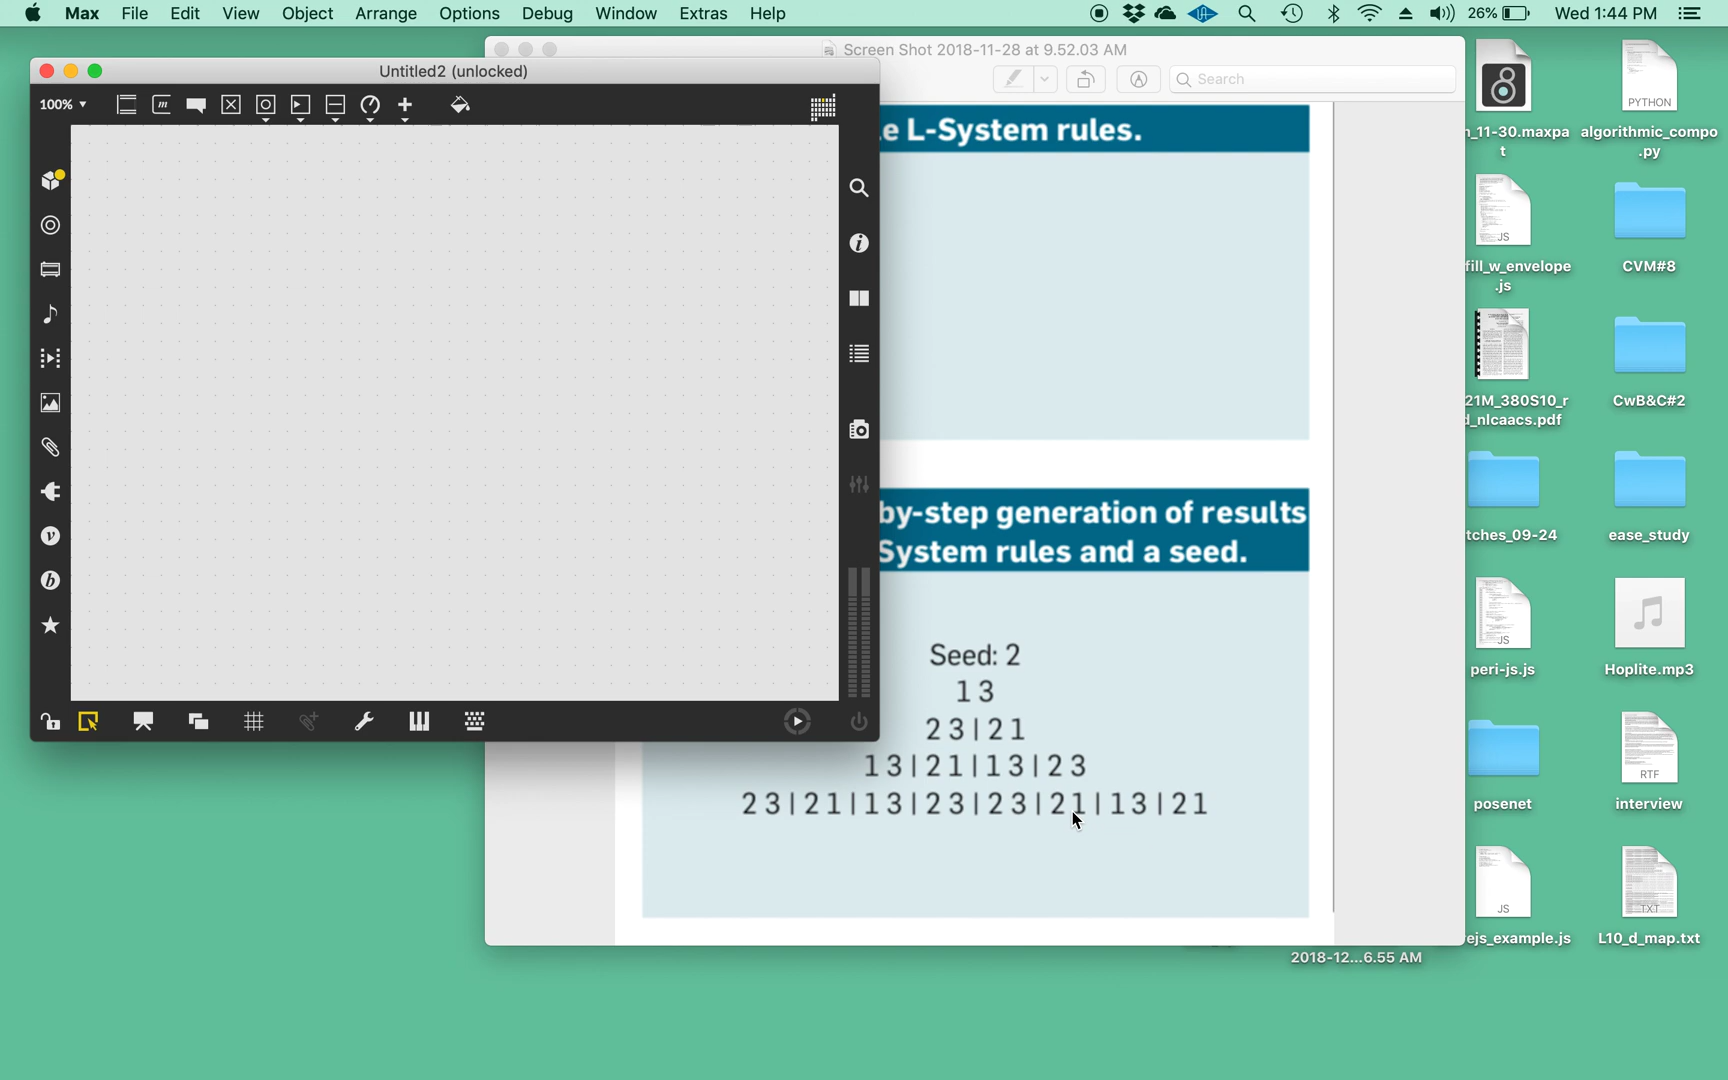 Max File Edit View Object Arrange Options Debug Window Extras Help 26% Wed 1:44 PM
Screen Shot 2018-11-28 at 9.52.03 AM
Untitled2 (unlocked)
Search
100%
e L-System rules.
by-step generation of results
System rules and a seed.
Seed: 2
1 3
2 3 | 2 1
1 3 | 2 1 | 1 3 | 2 3
2 3 | 2 1 | 1 3 | 2 3 | 2 3 | 2 1 | 1 3 | 2 1
_11-30.maxpa
t
PYTHON
algorithmic_compo
.py
JS
fill_w_envelope
.js
CVM#8
21M_380S10_r
d_nlcaacs.pdf
CwB&C#2
tches_09-24
ease_study
JS
peri-js.js
Hoplite.mp3
posenet
RTF
interview
JS
ejs_example.js
TXT
L10_d_map.txt
2018-12...6.55 AM